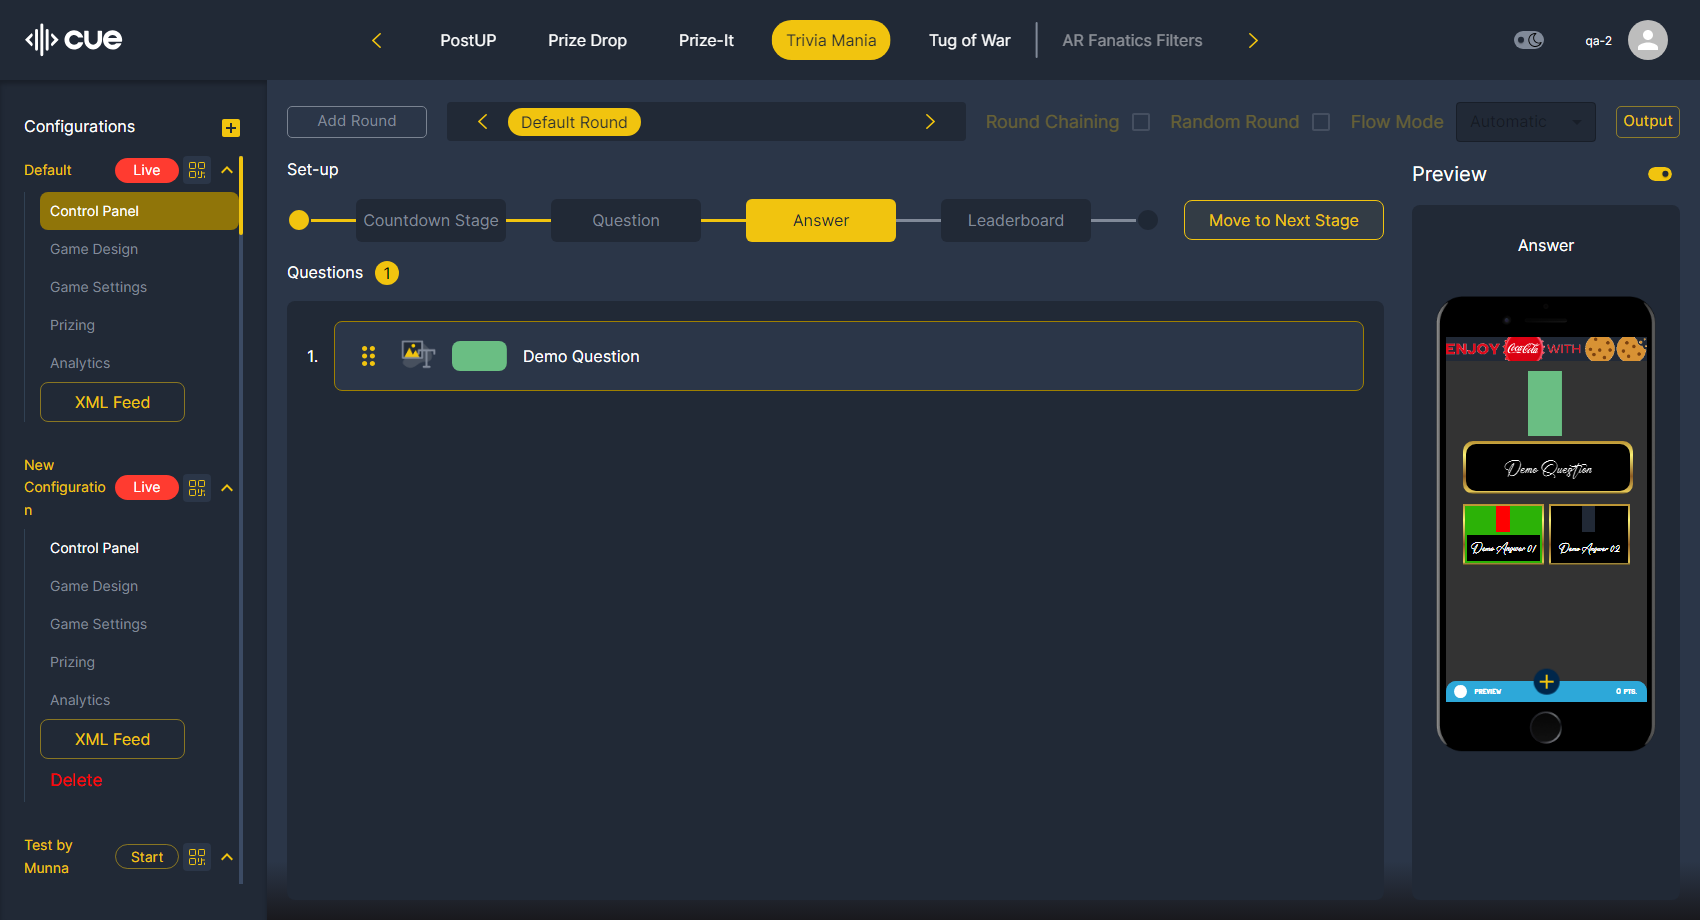 cue
PostUP
Prize Drop
Prize-It
Trivia Mania
Tug of War
AR Fanatics Filters
qa-2
Configurations
Default
Live
Control Panel
Game Design
Game Settings
Prizing
Analytics
XML Feed
New
Configuratio
n
Live
Control Panel
Game Design
Game Settings
Prizing
Analytics
XML Feed
Delete
Test by
Munna
Start
Add Round
Default Round
Round Chaining
Random Round
Flow Mode
Automatic
Output
Set-up
Countdown Stage
Question
Answer
Leaderboard
Move to Next Stage
Questions 1
1.
Demo Question
Preview
Answer
ENJOY Coca-Cola WITH
Demo Question
Demo Answer 01
Demo Answer 02
PREVIEW
0 PTS.